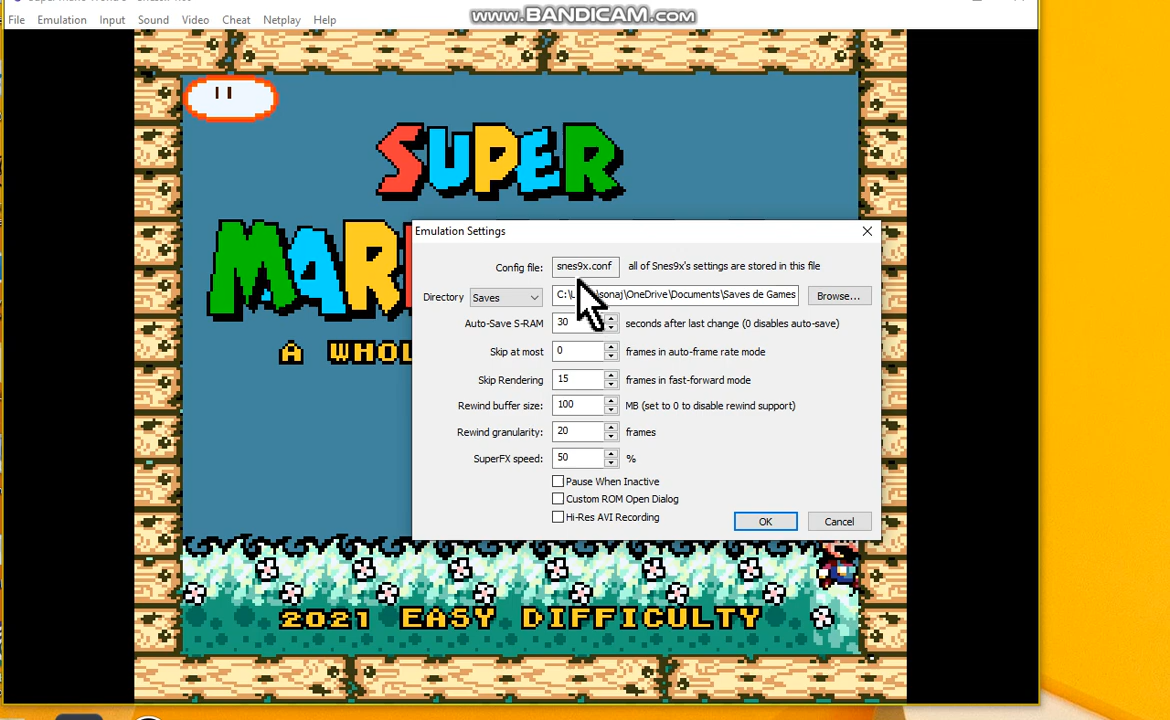 WWW.BANDICAM.COM
File Emulation Input Sound Video Cheat Netplay Help
SUPER
MAR
A WHOL
Emulation Settings
Config file: snes9x.conf all of Snes9x's settings are stored in this file
Directory Saves sonaj\OneDrive\Documents\Saves de Games Browse...
Auto-Save S-RAM 30 seconds after last change (0 disables auto-save)
Skip at most 0 frames in auto-frame rate mode
Skip Rendering 15 frames in fast-forward mode
Rewind buffer size: 100 MB (set to 0 to disable rewind support)
Rewind granularity: 20 frames
SuperFX speed: 50 %
Pause When Inactive
Custom ROM Open Dialog
Hi-Res AVI Recording
OK Cancel
2021 EASY DIFFICULTY